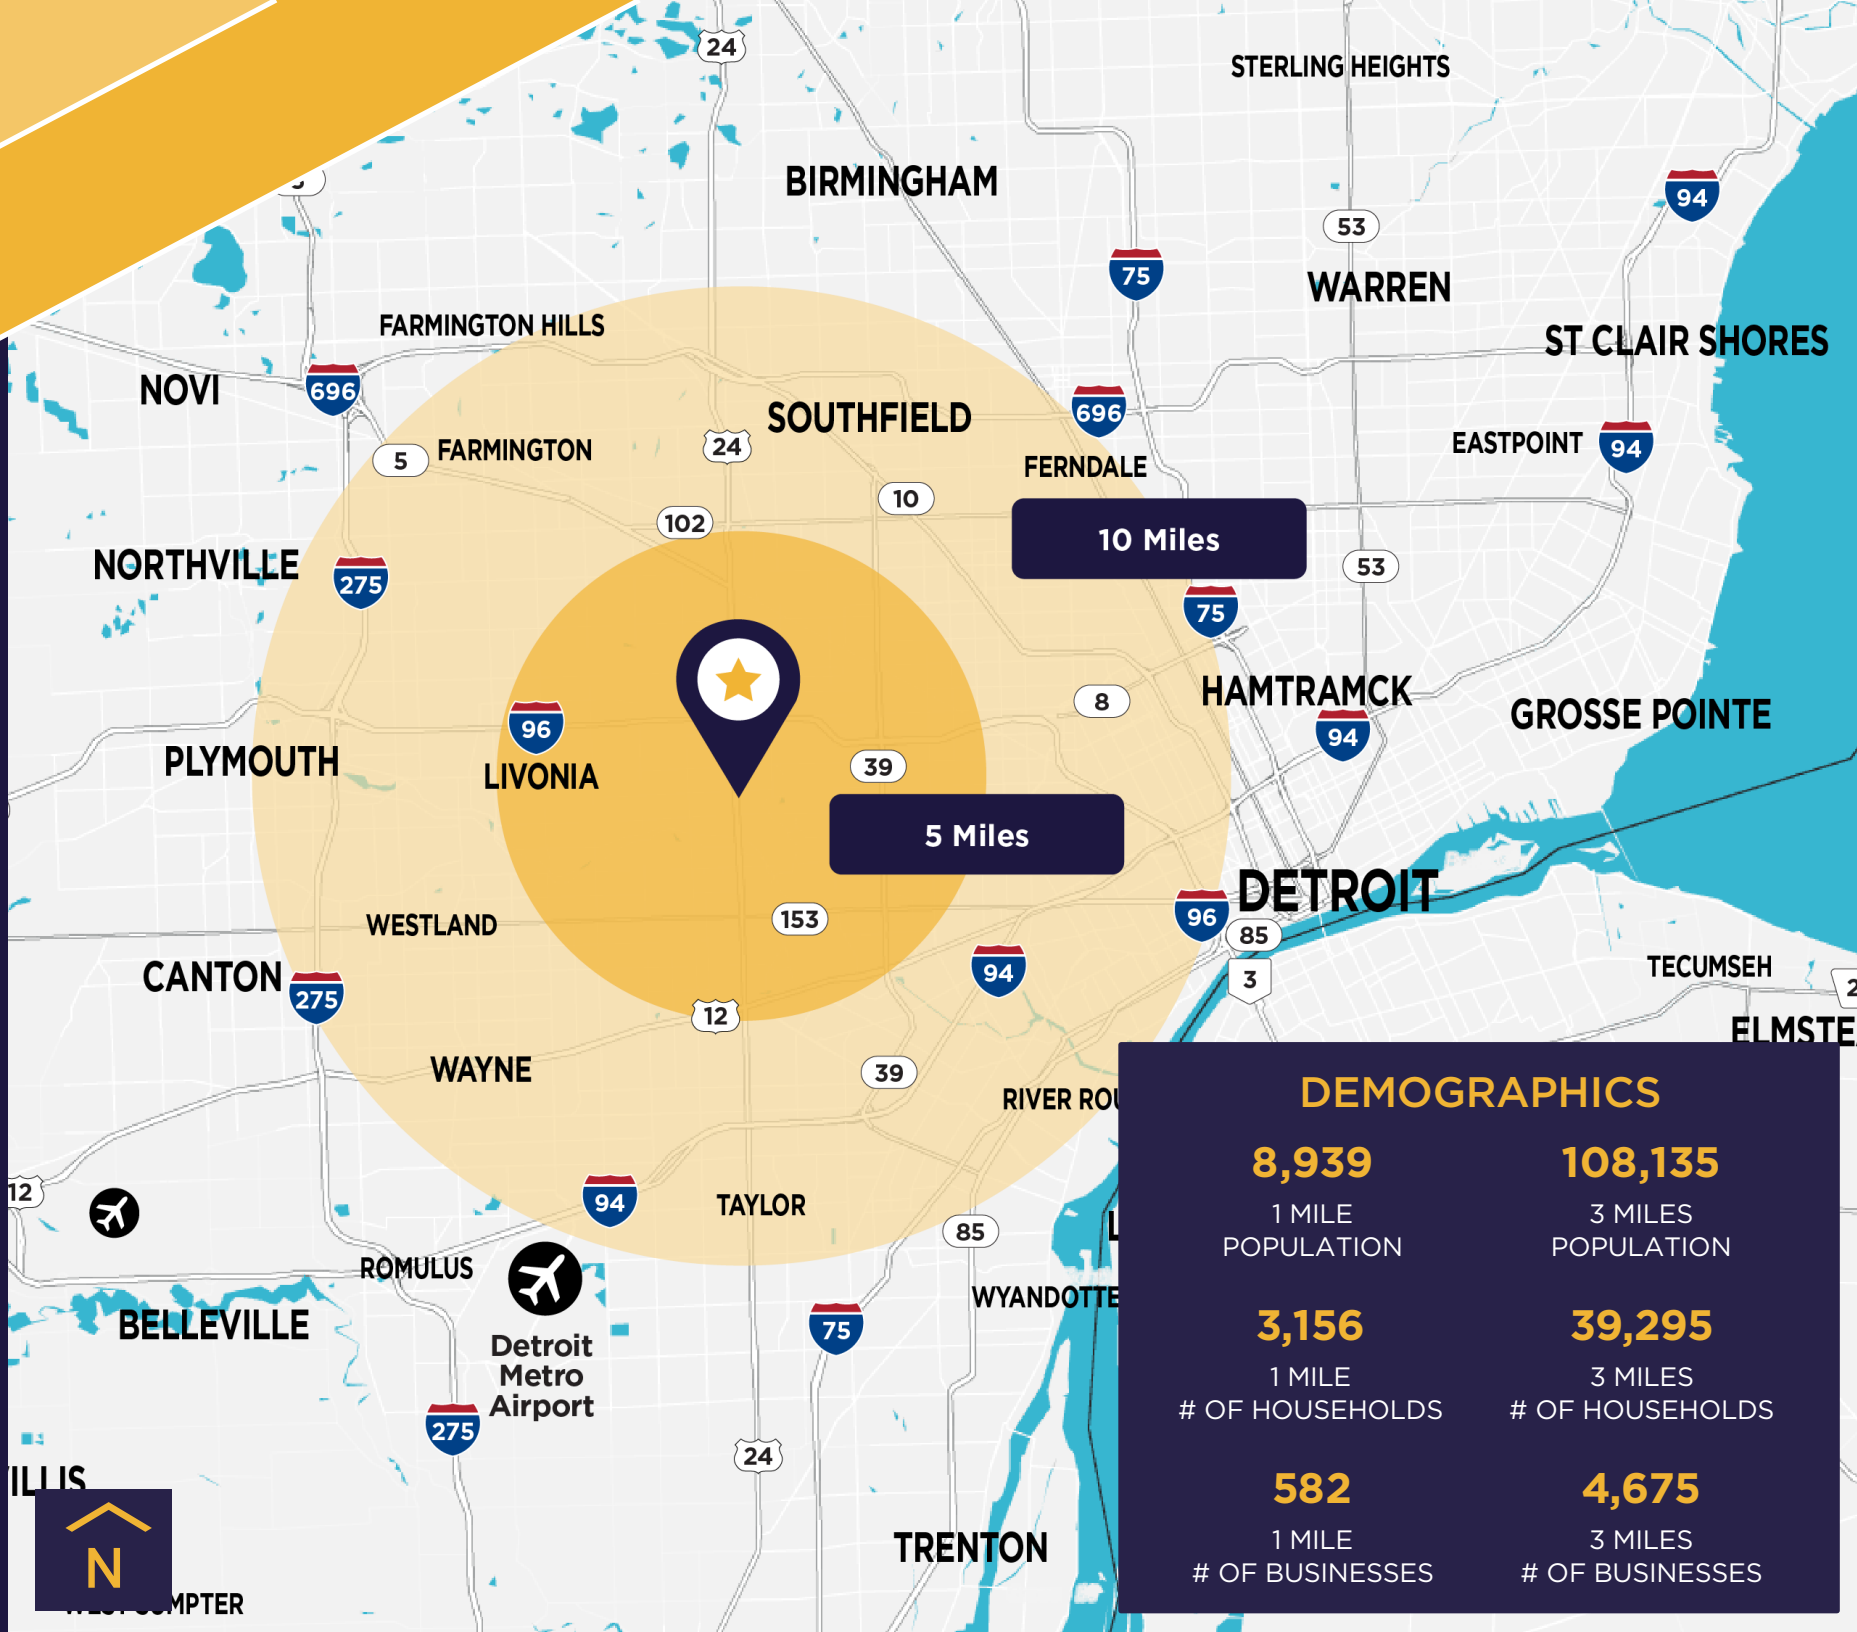 24
STERLING HEIGHTS
BIRMINGHAM
94
53
75
WARREN
FARMINGTON HILLS
ST CLAIR SHORES
NOVI
696
696
SOUTHFIELD
24
FARMINGTON
5
FERNDALE
EASTPOINT
94
10
102
10 Miles
NORTHVILLE
275
53
75
HAMTRAMCK
8
GROSSE POINTE
96
94
PLYMOUTH
LIVONIA
39
5 Miles
DETROIT
96
WESTLAND
153
85
CANTON
275
94
3
TECUMSEH
2
12
ELMSTE
WAYNE
39
RIVER ROU
12
94
TAYLOR
85
ROMULUS
WYANDOTTE
BELLEVILLE
75
Detroit
Metro
Airport
275
24
TRENTON
N
DEMOGRAPHICS
8,939 108,135
1 MILE 3 MILES
POPULATION POPULATION
3,156 39,295
1 MILE 3 MILES
# OF HOUSEHOLDS # OF HOUSEHOLDS
582 4,675
1 MILE 3 MILES
# OF BUSINESSES # OF BUSINESSES